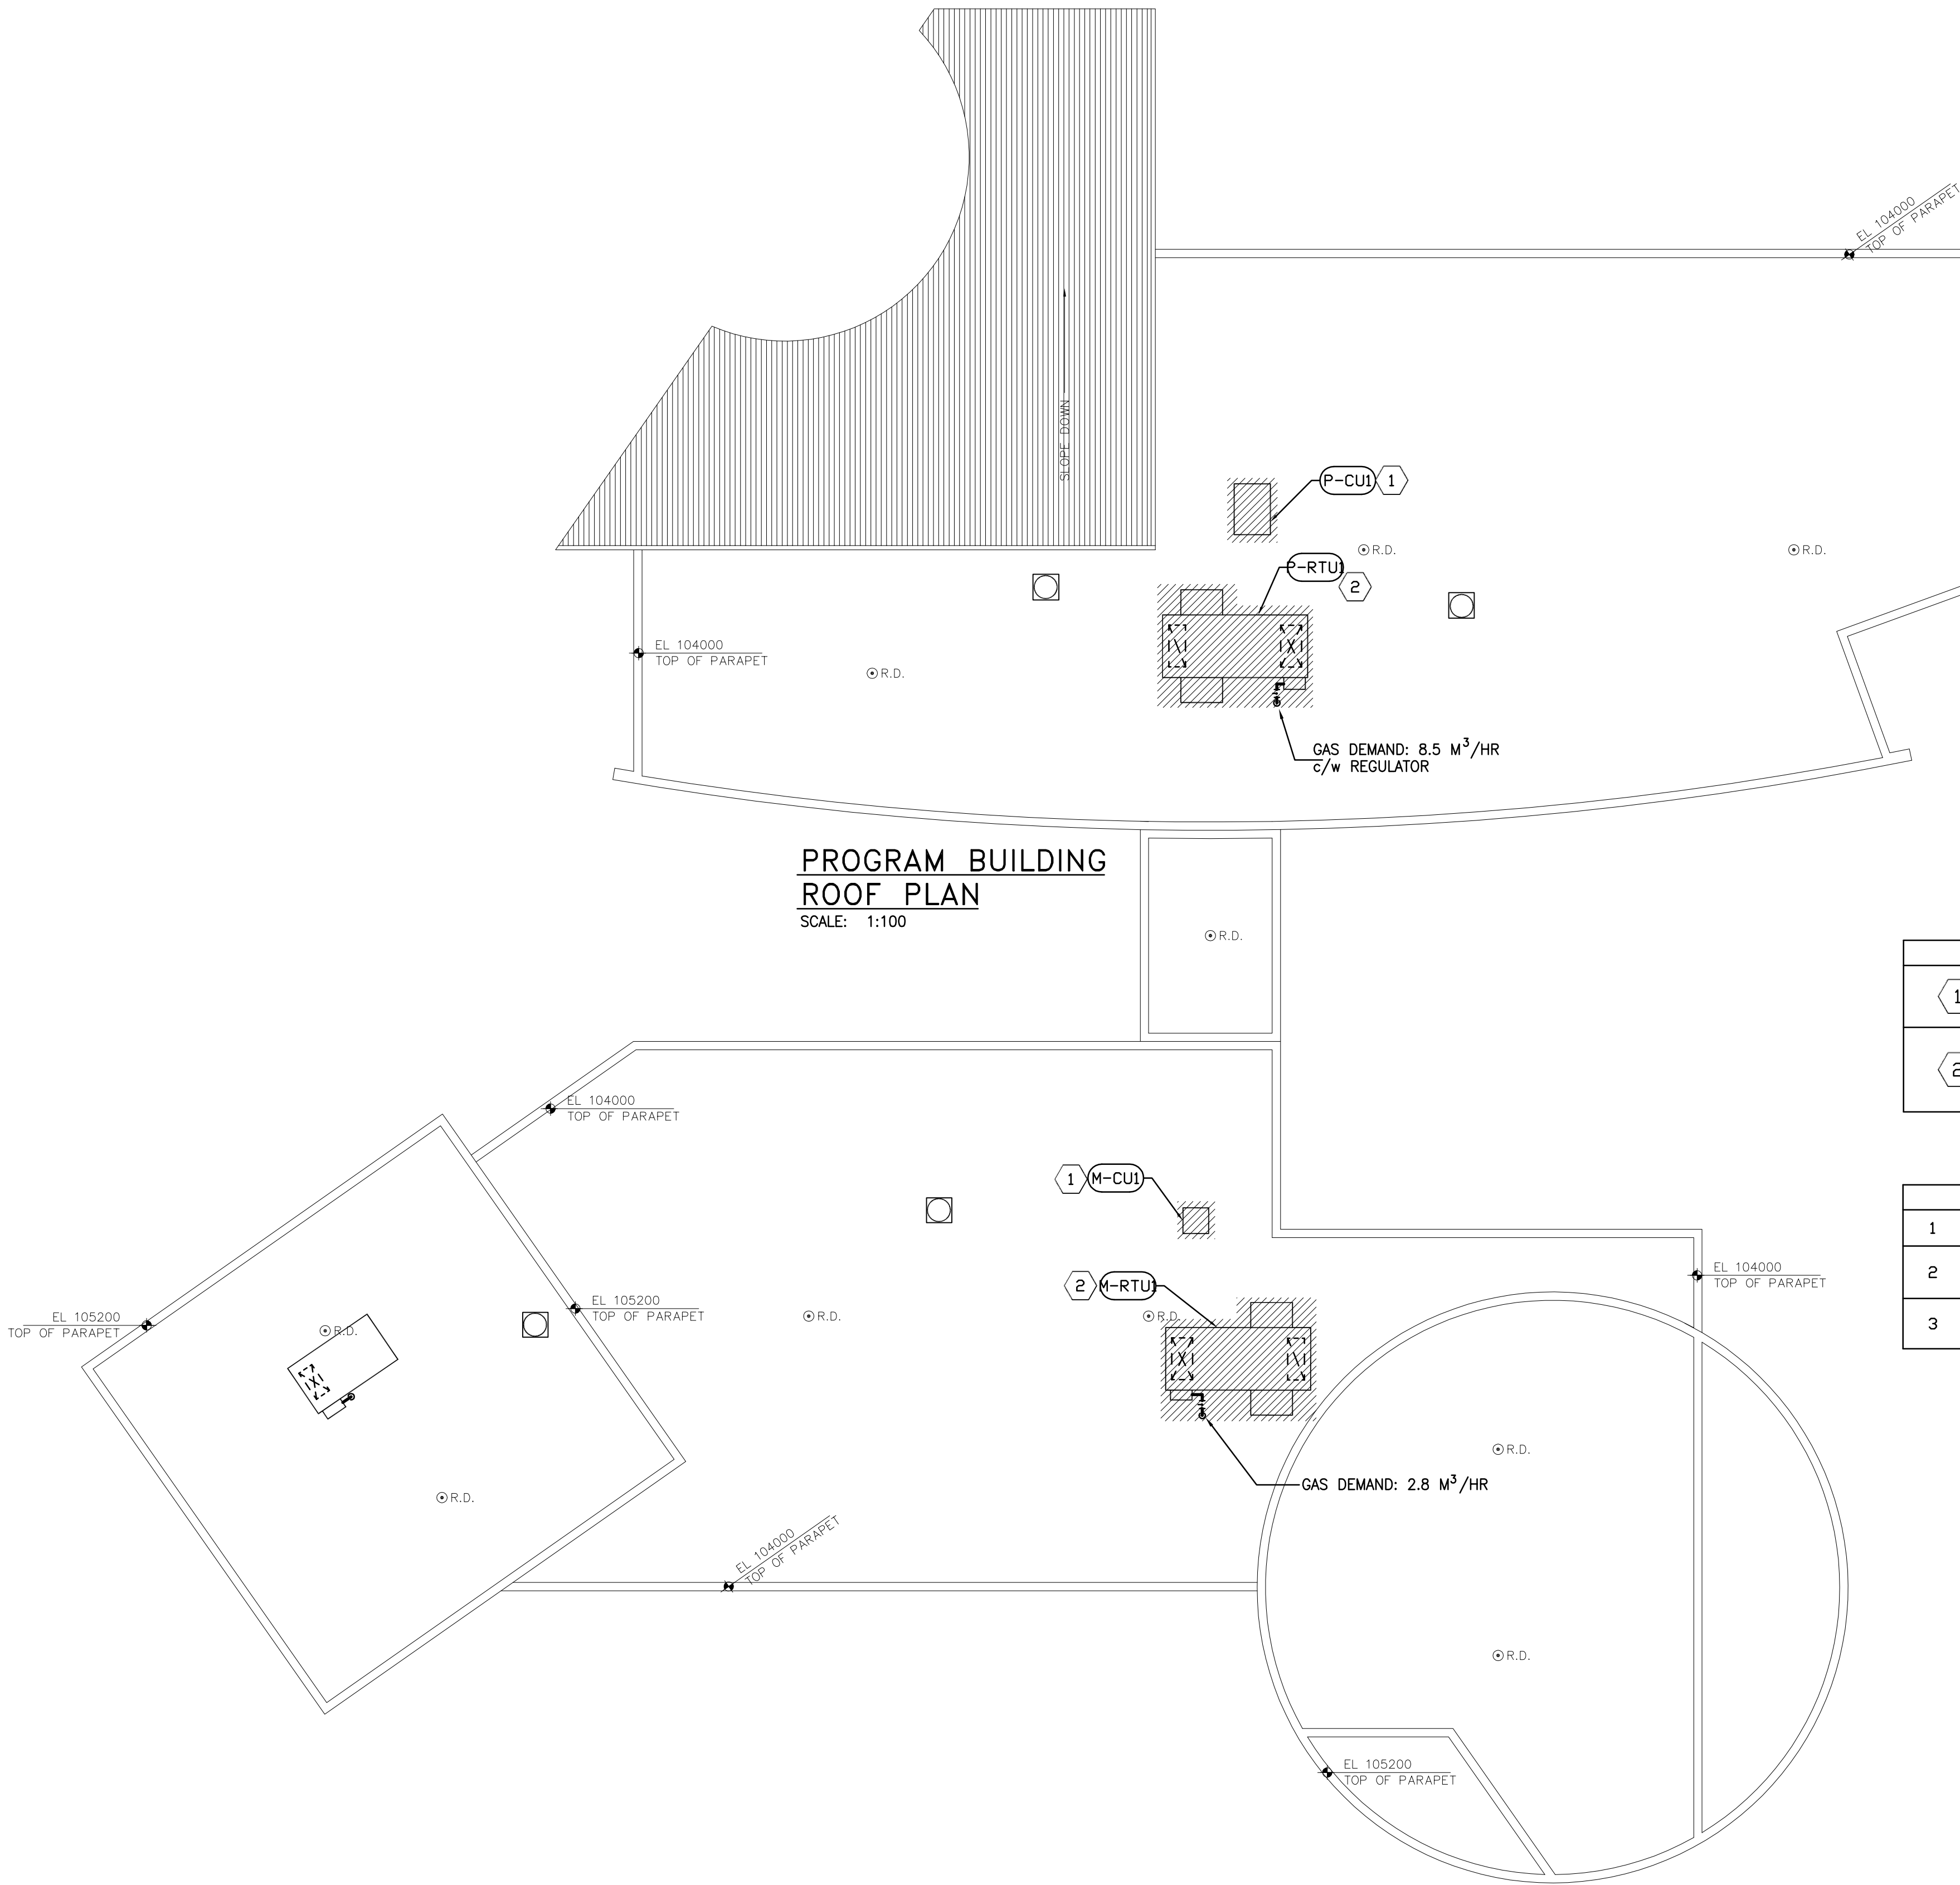 EL 104000
TOP OF PARAPET
SLOPE DOWN
P-CU1
1
R.D.
R.D.
P-RTU1
2
EL 104000
TOP OF PARAPET
R.D.
GAS DEMAND: 8.5 M³/HR
c/w REGULATOR
PROGRAM BUILDING
ROOF PLAN
SCALE: 1:100
R.D.
1
2
EL 104000
TOP OF PARAPET
1
M-CU1
1
2
3
2
M-RTU1
EL 104000
TOP OF PARAPET
EL 105200
TOP OF PARAPET
EL 105200
TOP OF PARAPET
R.D.
R.D.
R.D.
R.D.
GAS DEMAND: 2.8 M³/HR
R.D.
EL 104000
TOP OF PARAPET
R.D.
EL 105200
TOP OF PARAPET